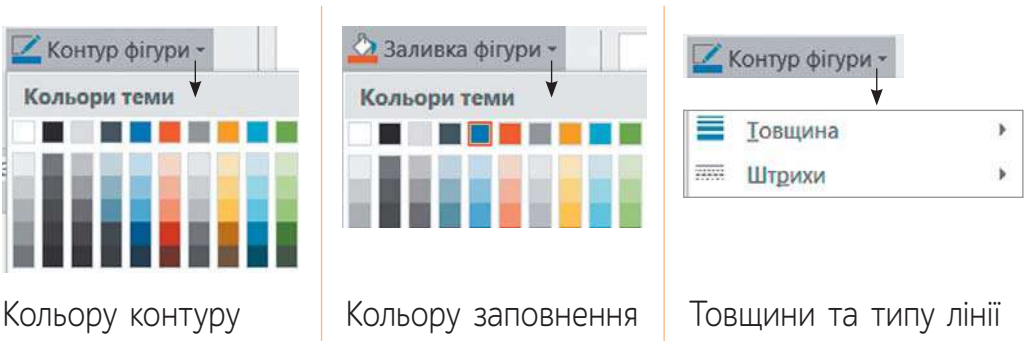 Контур фігури
Кольори теми
Кольору контуру
Заливка фігури
Кольори теми
Кольору заповнення
Контур фігури
Товщина
Штрихи
Товщини та типу лінії